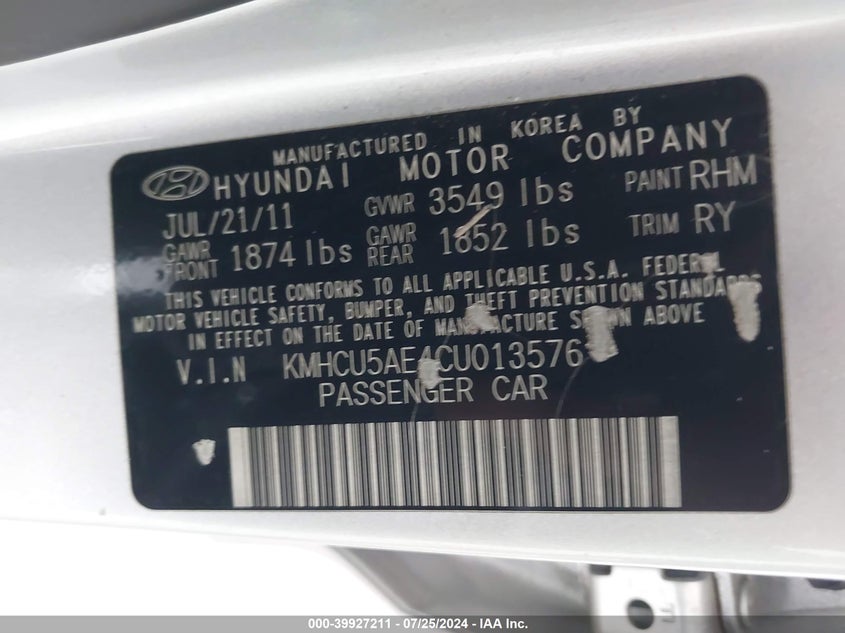 MANUFACTURED IN KOREA BY
HYUNDAI MOTOR COMPANY
JUL/21/11 GVWR 3549 lbs PAINT RHM
GAWR FRONT 1874 lbs GAWR REAR 1852 lbs TRIM RY
THIS VEHICLE CONFORMS TO ALL APPLICABLE U.S.A. FEDERAL
MOTOR VEHICLE SAFETY, BUMPER, AND THEFT PREVENTION STANDARDS
IN EFFECT ON THE DATE OF MANUFACTURE SHOWN ABOVE
V.I.N KMHCU5AE4CU013576
PASSENGER CAR
000-39927211 - 07/25/2024 - IAA Inc.